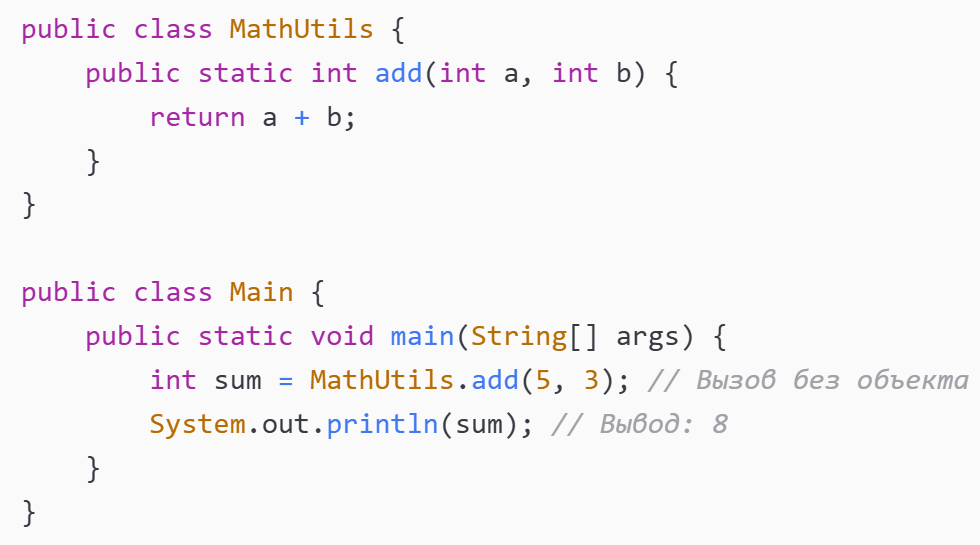 public class MathUtils {
    public static int add(int a, int b) {
        return a + b;
    }
}

public class Main {
    public static void main(String[] args) {
        int sum = MathUtils.add(5, 3); // Вызов без объекта
        System.out.println(sum); // Вывод: 8
    }
}